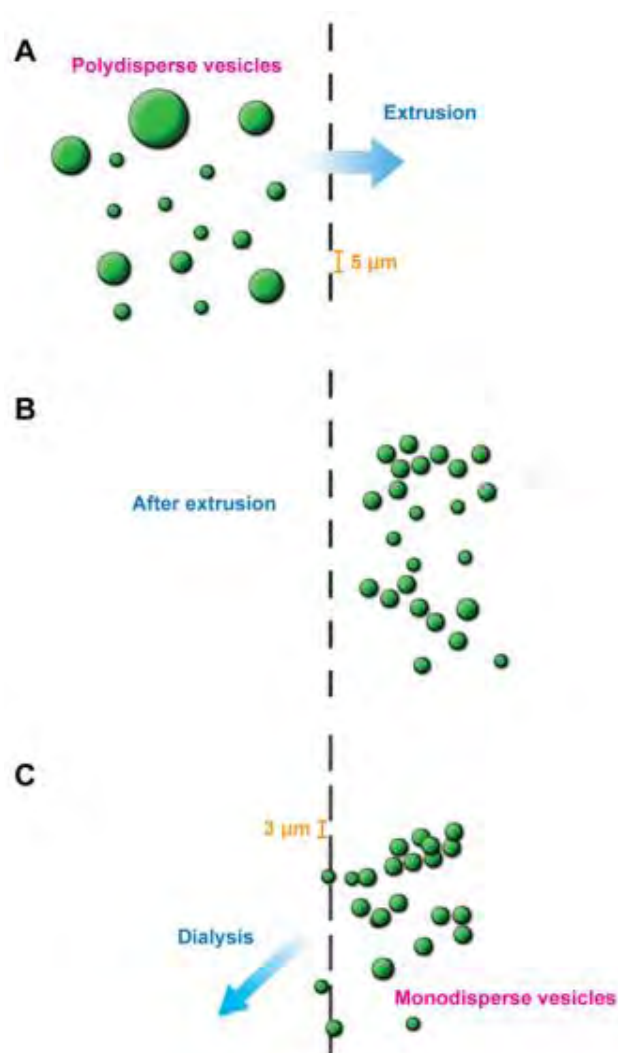 A
Polydisperse vesicles
Extrusion
5 µm
B
After extrusion
C
3 µm
Dialysis
Monodisperse vesicles